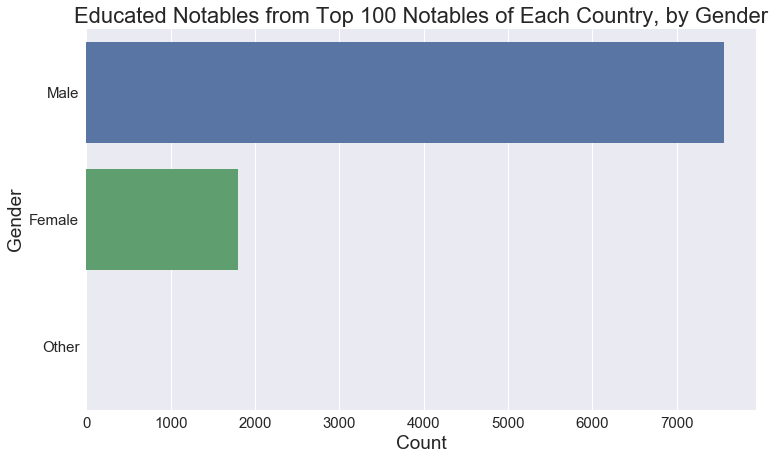 Educated Notables from Top 100 Notables of Each Country, by Gender
Male
Female
Other
Gender
0 1000 2000 3000 4000 5000 6000 7000
Count